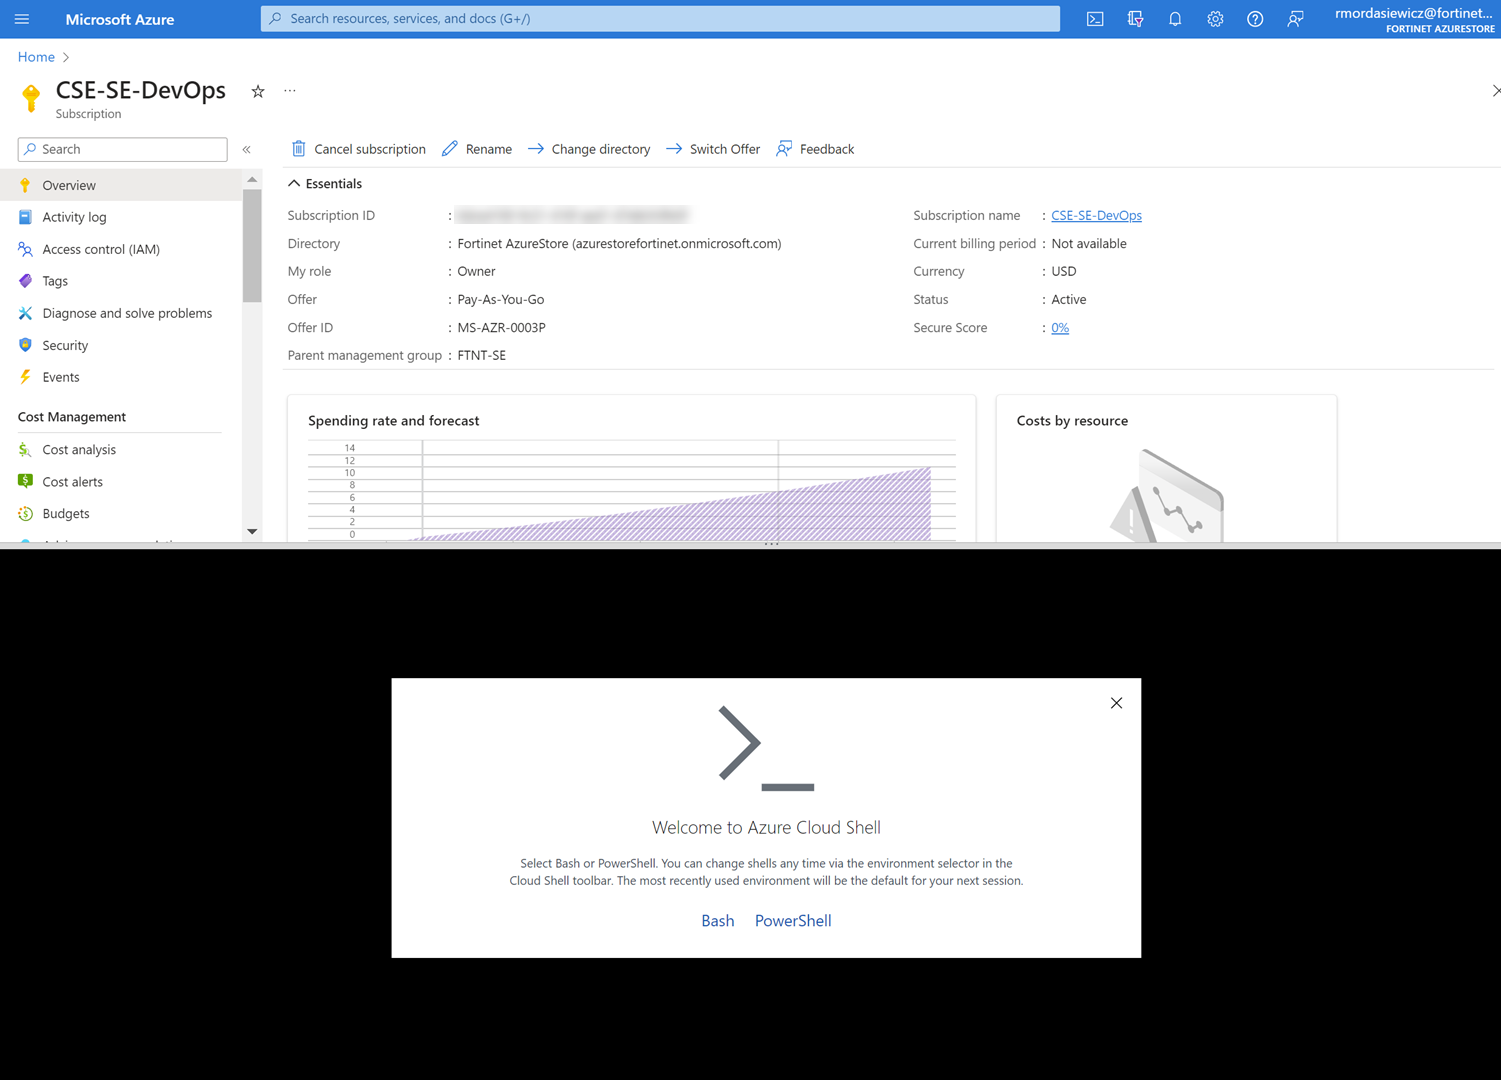 Microsoft Azure
Search resources, services, and docs (G+/)
rmordasiewicz@fortinet...
FORTINET AZURESTORE
Home
CSE-SE-DevOps
Subscription
Search
Overview
Activity log
Access control (IAM)
Tags
Diagnose and solve problems
Security
Events
Cost Management
Cost analysis
Cost alerts
Budgets
Cancel subscription Rename Change directory Switch Offer Feedback
Essentials
Subscription ID :
Directory : Fortinet AzureStore (azurestorefortinet.onmicrosoft.com)
My role : Owner
Offer : Pay-As-You-Go
Offer ID : MS-AZR-0003P
Parent management group : FTNT-SE
Subscription name : CSE-SE-DevOps
Current billing period : Not available
Currency : USD
Status : Active
Secure Score : 0%
Spending rate and forecast
14
12
10
8
6
4
2
0
Costs by resource
Welcome to Azure Cloud Shell
Select Bash or PowerShell. You can change shells any time via the environment selector in the
Cloud Shell toolbar. The most recently used environment will be the default for your next session.
Bash PowerShell